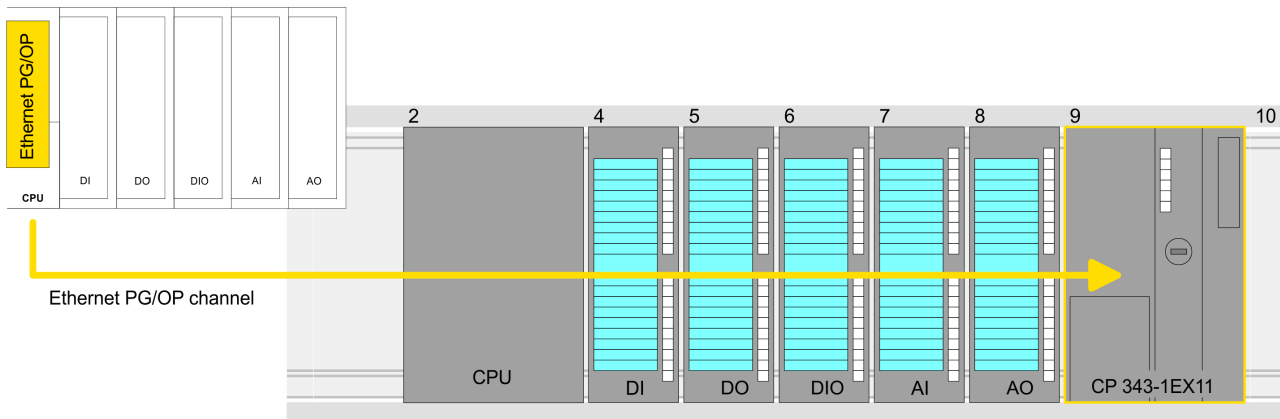 Ethernet PG/OP
CPU
DI
DO
DIO
AI
AO
Ethernet PG/OP channel
2
4
5
6
7
8
9
10
CPU
DI
DO
DIO
AI
AO
CP 343-1EX11